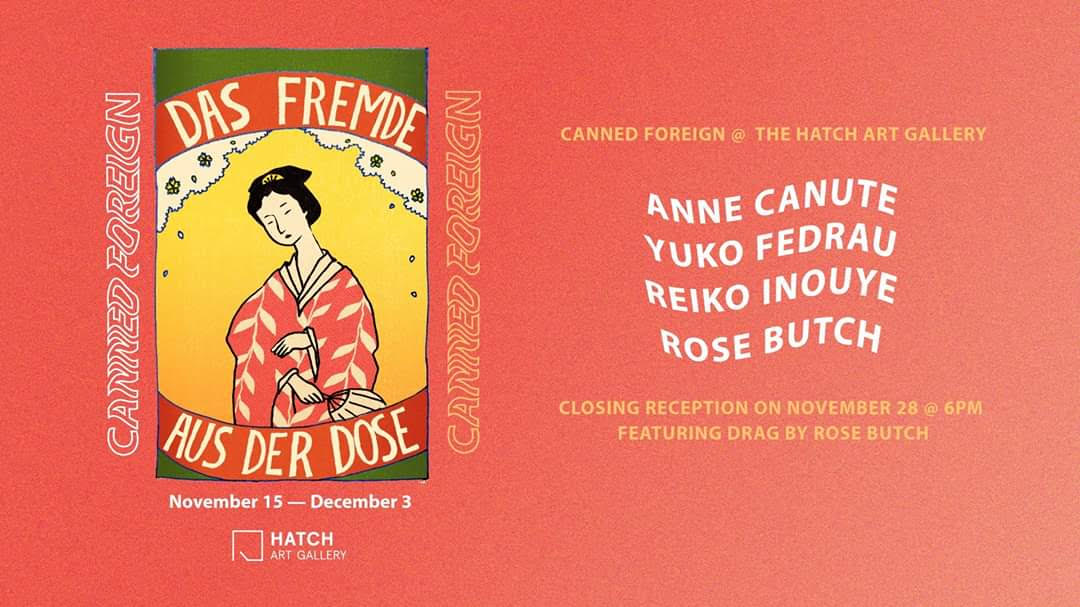 CANNED FOREIGN
DAS FREMDE
AUS DER DOSE
CANNED FOREIGN
November 15 — December 3
HATCH
ART GALLERY
CANNED FOREIGN @ THE HATCH ART GALLERY
ANNE CANUTE
YUKO FEDRAU
REIKO INOUYE
ROSE BUTCH
CLOSING RECEPTION ON NOVEMBER 28 @ 6PM
FEATURING DRAG BY ROSE BUTCH